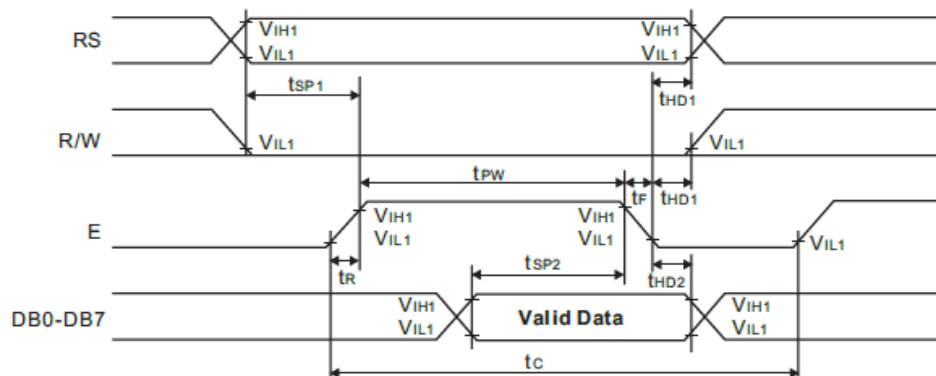 RS
VIH1
VIL1
VIH1
VIL1
tSP1
tHD1
R/W
VIL1
VIL1
tPW
tF
tHD1
E
VIH1
VIL1
VIH1
VIL1
VIL1
tR
tSP2
tHD2
DB0-DB7
VIH1
VIL1
Valid Data
VIH1
VIL1
tC